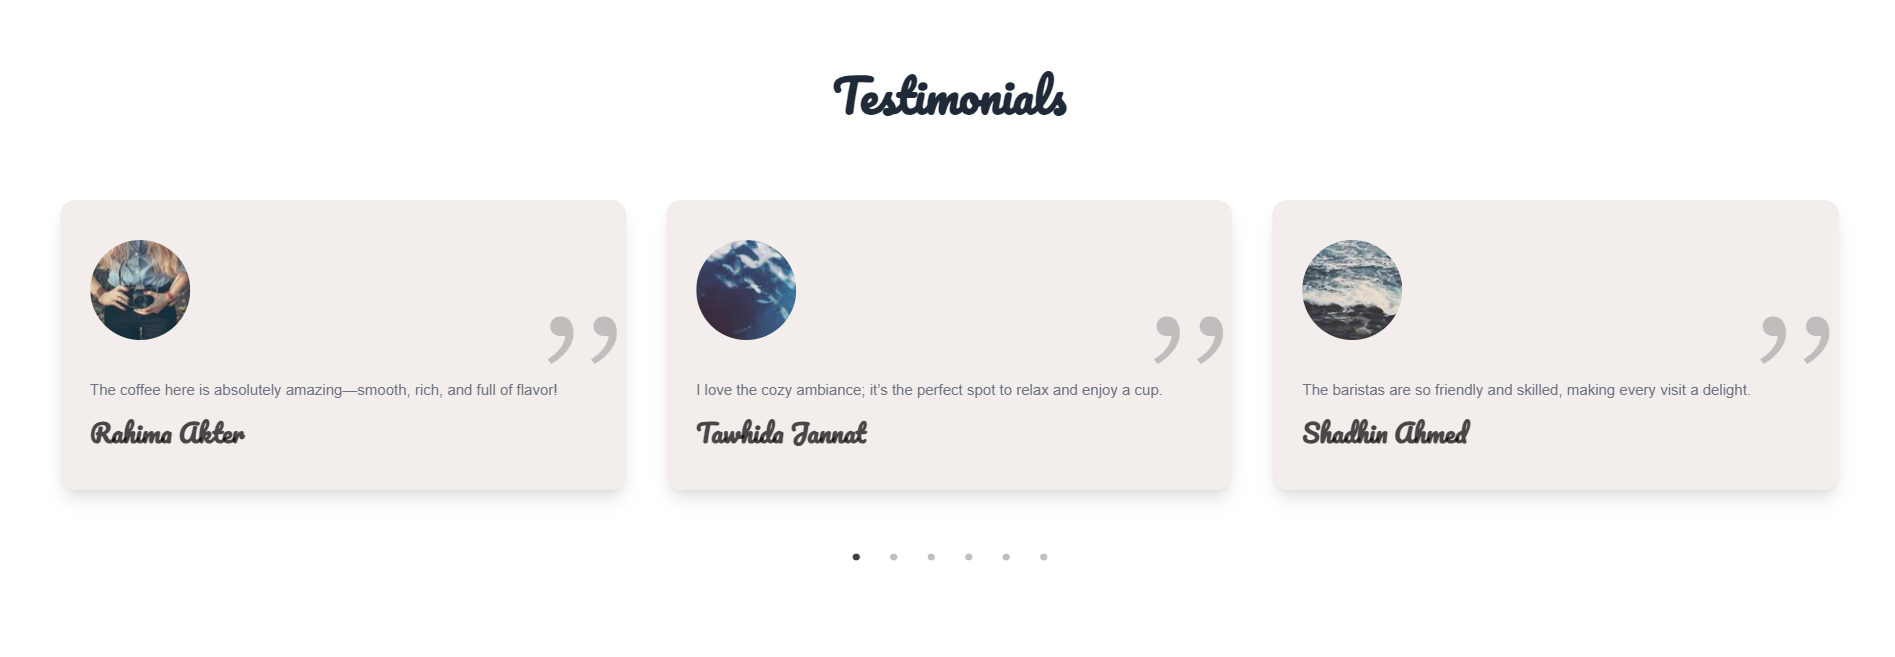 Testimonials
”
The coffee here is absolutely amazing—smooth, rich, and full of flavor!
Rahima Akter
”
I love the cozy ambiance; it’s the perfect spot to relax and enjoy a cup.
Tawhida Jannat
”
The baristas are so friendly and skilled, making every visit a delight.
Shadhin Ahmed